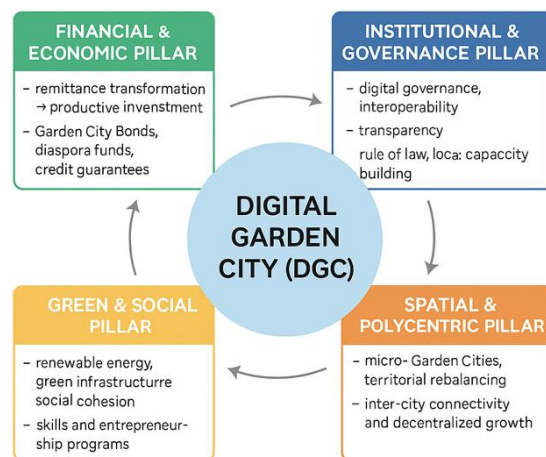 FINANCIAL &
ECONOMIC PILLAR
– remittance transformation
→ productive invenstment
– Garden City Bonds,
diaspora funds,
credit guarantees
INSTITUTIONAL &
GOVERNANCE PILLAR
– digital governance,
interoperability
– transparency
rule of law, loca: capaccity
building
DIGITAL
GARDEN
CITY (DGC)
GREEN & SOCIAL
PILLAR
– renewable energy,
green infrastructurre
social cohesion
– skills and entrepreneur-
ship programs
SPATIAL &
POLYCENTRIC PILLAR
– micro- Garden Cities,
territorial rebalancing
– inter-city connectivity
and decentralized growth